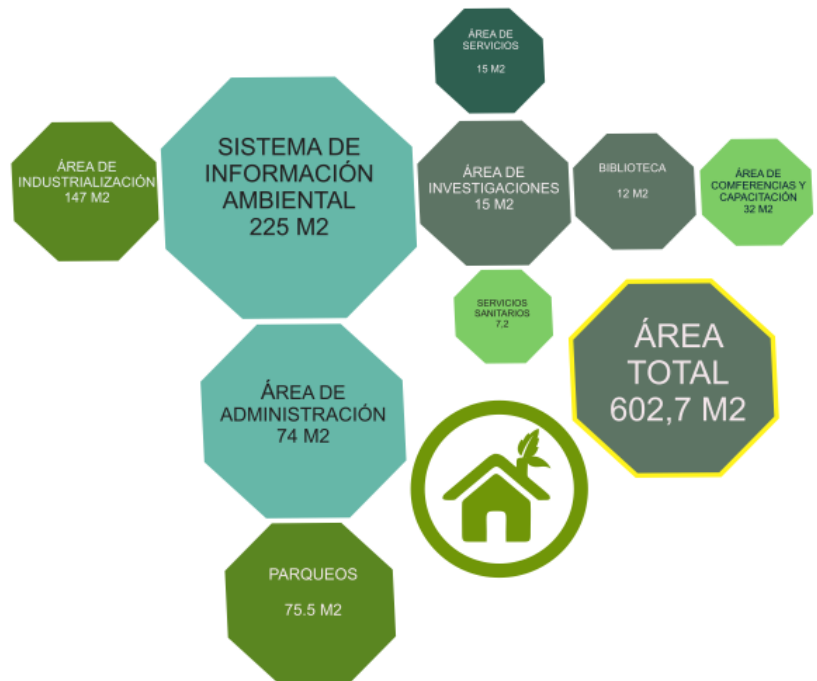 ÁREA DE
SERVICIOS
15 M2
ÁREA DE
INDUSTRIALIZACIÓN
147 M2
SISTEMA DE
INFORMACIÓN
AMBIENTAL
225 M2
ÁREA DE
INVESTIGACIONES
15 M2
BIBLIOTECA
12 M2
ÁREA DE
COMFERENCIAS Y
CAPACITACIÓN
32 M2
SERVICIOS
SANITARIOS
7,2
ÁREA
TOTAL
602,7 M2
ÁREA DE
ADMINISTRACIÓN
74 M2
PARQUEOS
75.5 M2